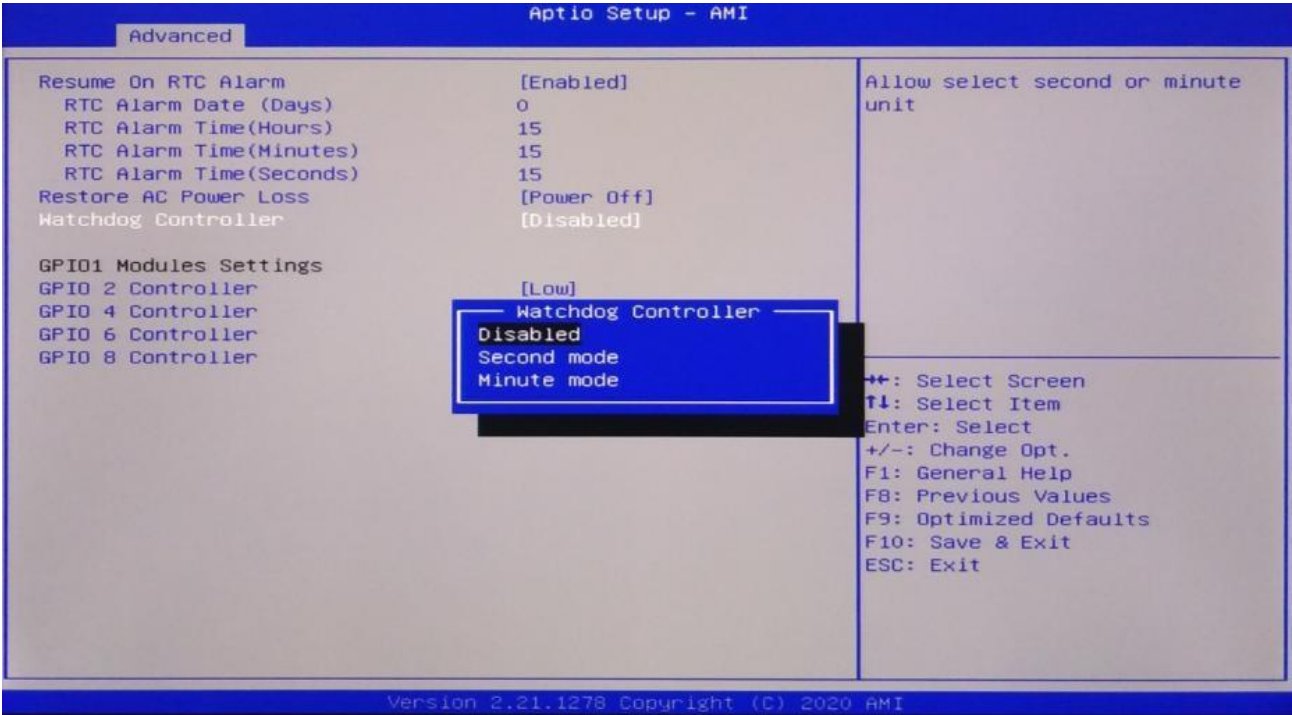 Aptio Setup - AMI
Advanced
Resume On RTC Alarm [Enabled]
RTC Alarm Date (Days) 0
RTC Alarm Time(Hours) 15
RTC Alarm Time(Minutes) 15
RTC Alarm Time(Seconds) 15
Restore AC Power Loss [Power Off]
Watchdog Controller [Disabled]
GPIO1 Modules Settings
GPIO 2 Controller [Low]
GPIO 4 Controller
GPIO 6 Controller
GPIO 8 Controller
Watchdog Controller
Disabled
Second mode
Minute mode
Allow select second or minute
unit
→←: Select Screen
↑↓: Select Item
Enter: Select
+/-: Change Opt.
F1: General Help
F8: Previous Values
F9: Optimized Defaults
F10: Save & Exit
ESC: Exit
Version 2.21.1278 Copyright (C) 2020 AMI